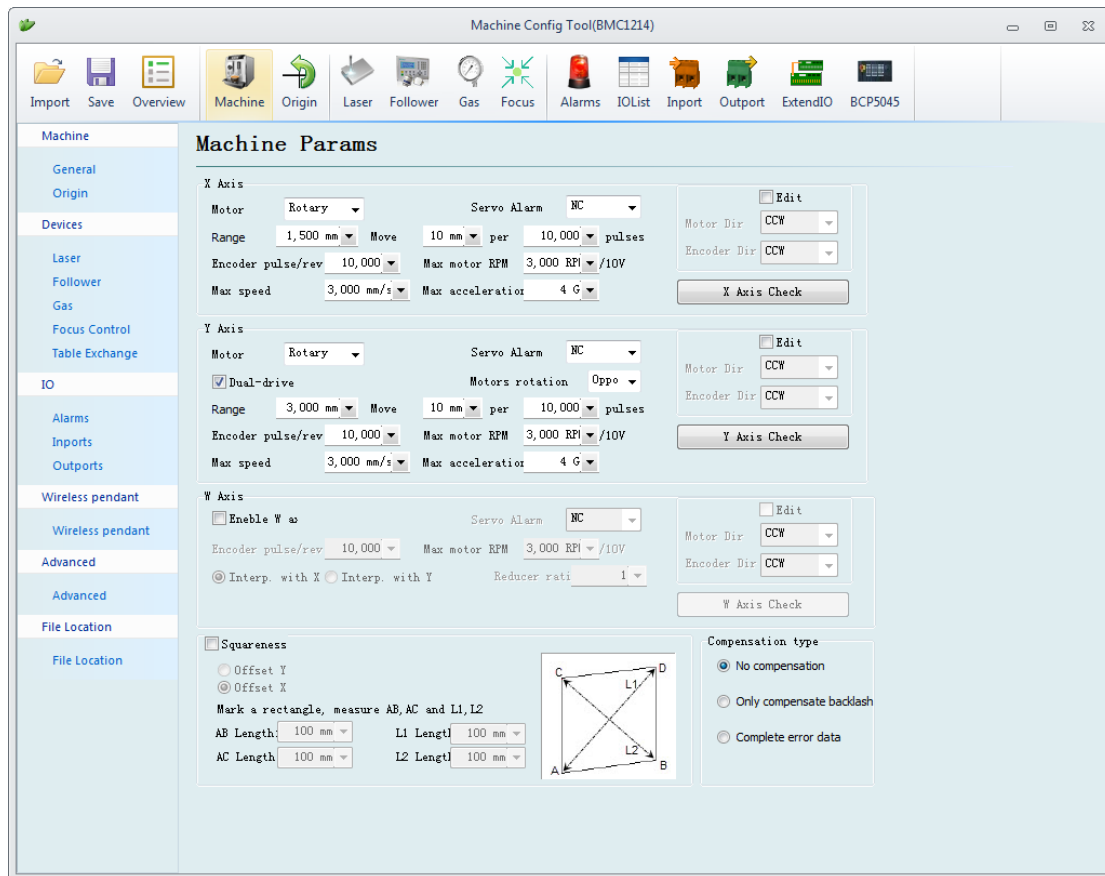 Machine Config Tool(BMC1214)
Import Save Overview Machine Origin Laser Follower Gas Focus Alarms IOList Inport Outport ExtendIO BCP5045
Machine
General
Origin
Devices
Laser
Follower
Gas
Focus Control
Table Exchange
IO
Alarms
Inports
Outports
Wireless pendant
Wireless pendant
Advanced
Advanced
File Location
File Location
Machine Params
X Axis
Motor Rotary Servo Alarm NC
Range 1,500 mm Move 10 mm per 10,000 pulses
Encoder pulse/rev 10,000 Max motor RPM 3,000 RPI /10V
Max speed 3,000 mm/s Max acceleration 4 G
Edit
Motor Dir CCW
Encoder Dir CCW
X Axis Check
Y Axis
Motor Rotary Servo Alarm NC
Dual-drive Motors rotation Oppo
Range 3,000 mm Move 10 mm per 10,000 pulses
Encoder pulse/rev 10,000 Max motor RPM 3,000 RPI /10V
Max speed 3,000 mm/s Max acceleration 4 G
Edit
Motor Dir CCW
Encoder Dir CCW
Y Axis Check
W Axis
Eneble W ax Servo Alarm NC
Encoder pulse/rev 10,000 Max motor RPM 3,000 RPI /10V
Interp. with X Interp. with Y Reducer rati 1
Edit
Motor Dir CCW
Encoder Dir CCW
W Axis Check
Squareness
Offset Y
Offset X
Mark a rectangle, measure AB,AC and L1,L2
AB Length: 100 mm L1 Lengtl 100 mm
AC Length 100 mm L2 Lengtl 100 mm
C D
L1
L2
A B
Compensation type
No compensation
Only compensate backlash
Complete error data